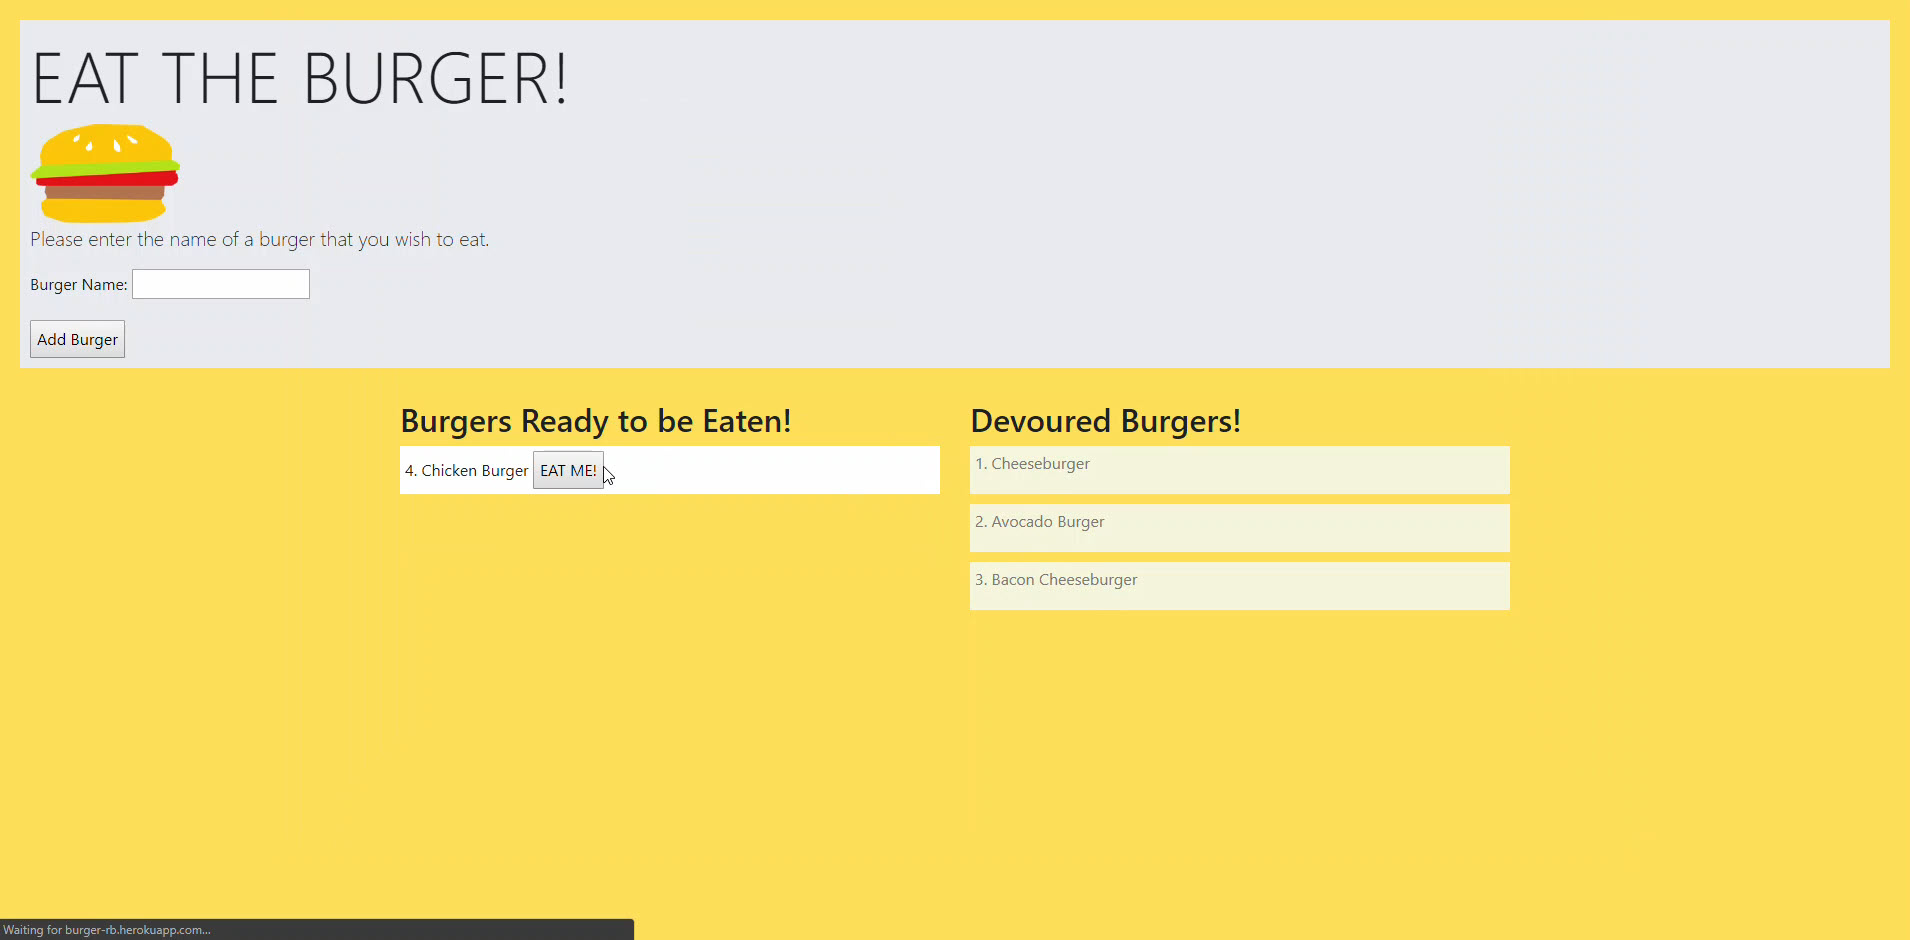 EAT THE BURGER!
Please enter the name of a burger that you wish to eat.
Burger Name:
Add Burger
Burgers Ready to be Eaten!
4. Chicken Burger EAT ME!
Devoured Burgers!
1. Cheeseburger
2. Avocado Burger
3. Bacon Cheeseburger
Waiting for burger-rb.herokuapp.com...